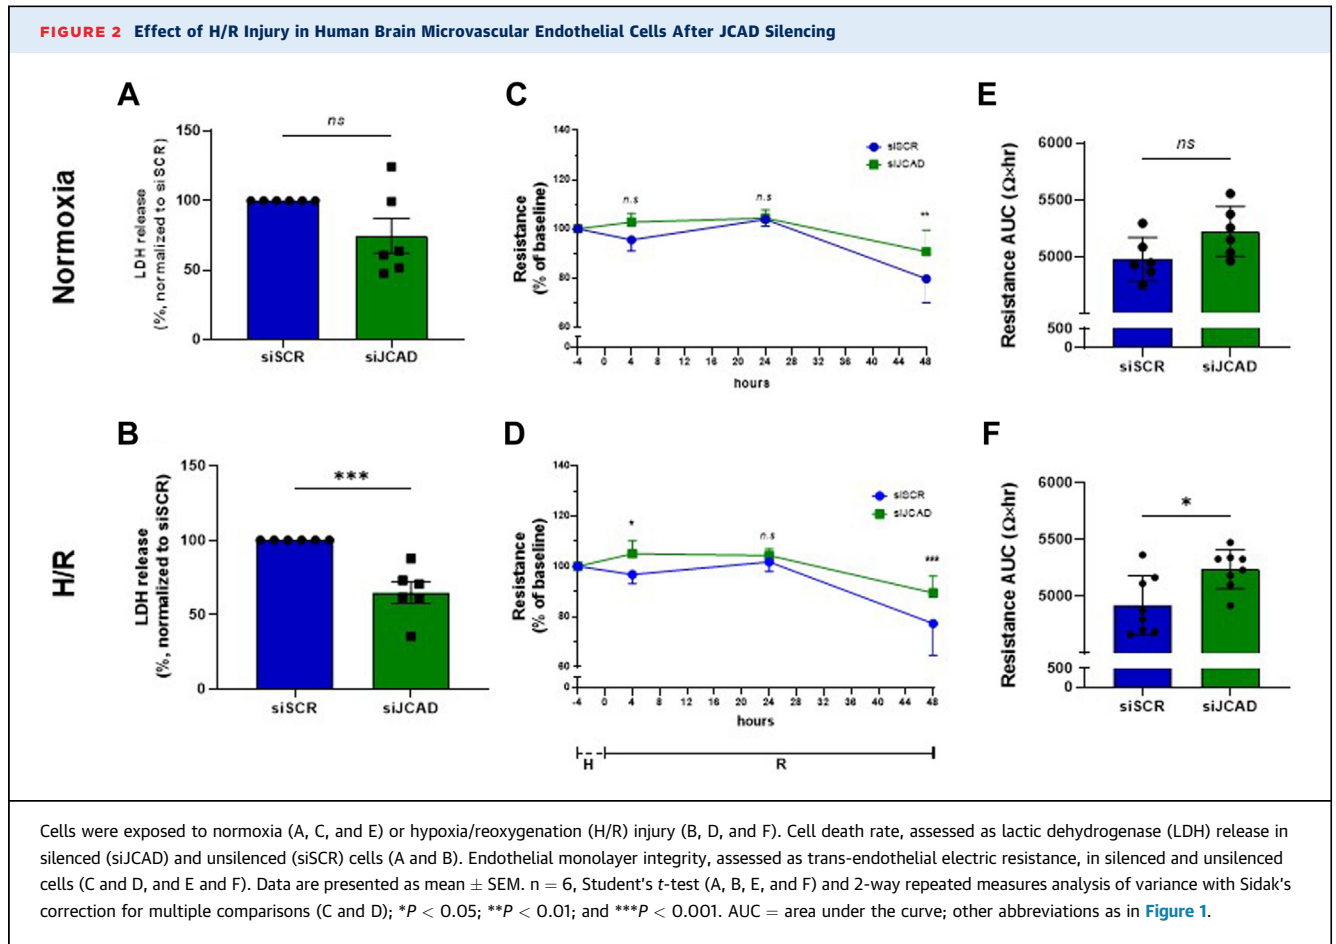 FIGURE 2 Effect of H/R Injury in Human Brain Microvascular Endothelial Cells After JCAD Silencing
Normoxia
A
ns
LDH release
(%, normalized to siSCR)
150
100
50
0
siSCR
siJCAD
C
Resistance
(% of baseline)
140
120
100
80
60
0
siSCR
siJCAD
n.s
n.s
**
-4 0 4 8 12 16 20 24 28 32 36 40 44 48
hours
E
Resistance AUC (Ω×hr)
6000
5500
5000
500
0
ns
siSCR
siJCAD
H/R
B
***
LDH release
(%, normalized to siSCR)
150
100
50
0
siSCR
siJCAD
D
Resistance
(% of baseline)
140
120
100
80
60
0
siSCR
siJCAD
*
n.s
***
-4 0 4 8 12 16 20 24 28 32 36 40 44 48
hours
H
R
F
Resistance AUC (Ω×hr)
6000
5500
5000
500
0
*
siSCR
siJCAD
Cells were exposed to normoxia (A, C, and E) or hypoxia/reoxygenation (H/R) injury (B, D, and F). Cell death rate, assessed as lactic dehydrogenase (LDH) release in
silenced (siJCAD) and unsilenced (siSCR) cells (A and B). Endothelial monolayer integrity, assessed as trans-endothelial electric resistance, in silenced and unsilenced
cells (C and D, and E and F). Data are presented as mean ± SEM. n = 6, Student's t-test (A, B, E, and F) and 2-way repeated measures analysis of variance with Sidak's
correction for multiple comparisons (C and D); *P < 0.05; **P < 0.01; and ***P < 0.001. AUC = area under the curve; other abbreviations as in Figure 1.